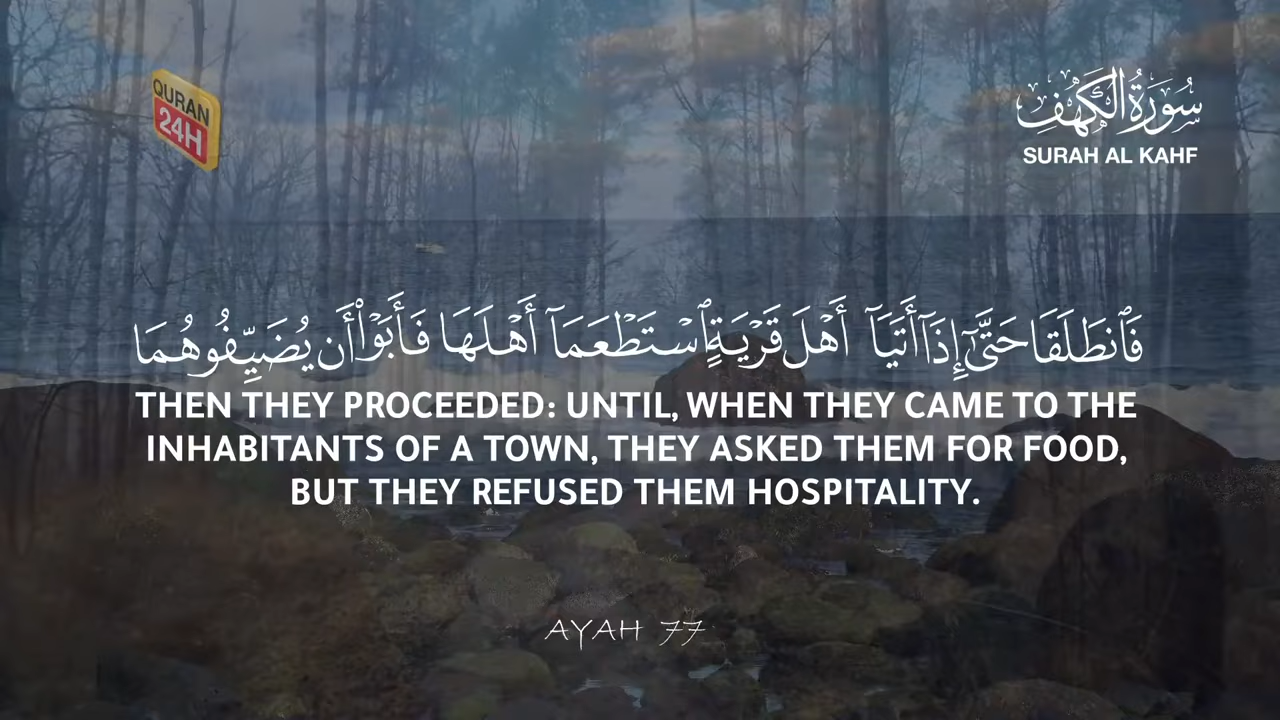 QURAN
24H
سُورَةُ الكَهْفِ
SURAH AL KAHF
فَٱنطَلَقَا حَتَّىٰٓ إِذَآ أَتَيَآ أَهْلَ قَرْيَةٍ ٱسْتَطْعَمَآ أَهْلَهَا فَأَبَوْا۟ أَن يُضَيِّفُوهُمَا
THEN THEY PROCEEDED: UNTIL, WHEN THEY CAME TO THE
INHABITANTS OF A TOWN, THEY ASKED THEM FOR FOOD,
BUT THEY REFUSED THEM HOSPITALITY.
AYAH 77